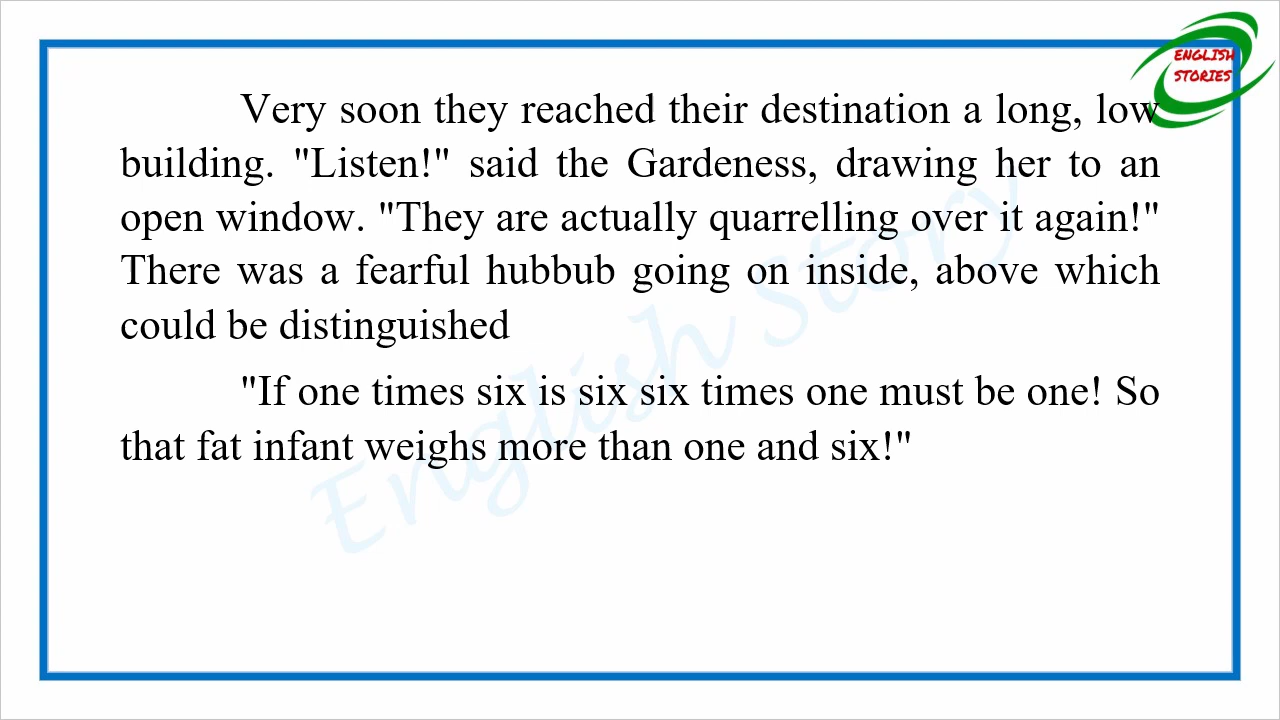 ENGLISH
STORIES
Very soon they reached their destination a long, low
building. "Listen!" said the Gardeness, drawing her to an
open window. "They are actually quarrelling over it again!"
There was a fearful hubbub going on inside, above which
could be distinguished
"If one times six is six six times one must be one! So
that fat infant weighs more than one and six!"
English Story